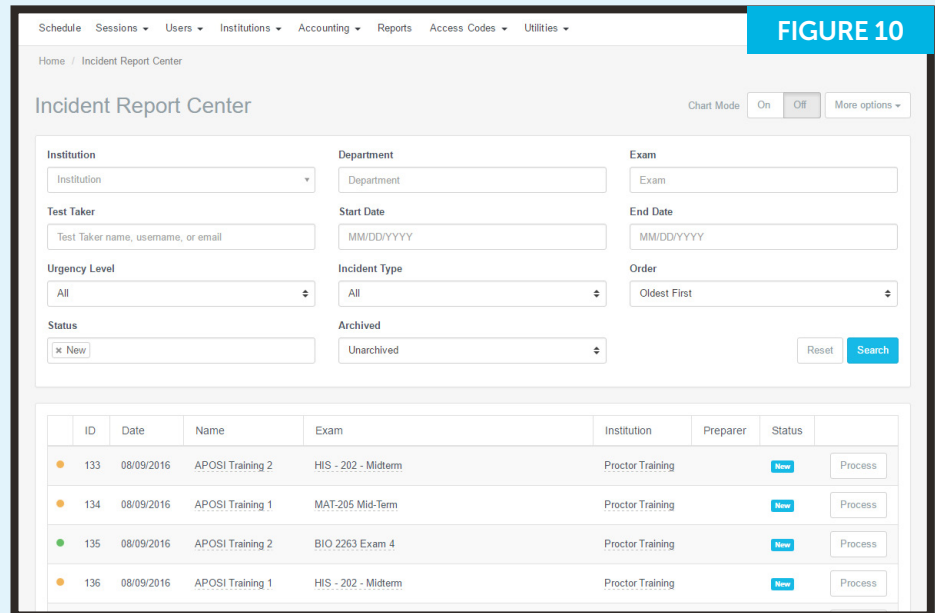 FIGURE 10
Schedule Sessions Users Institutions Accounting Reports Access Codes Utilities
Home / Incident Report Center
Incident Report Center
Chart Mode On Off More options
Institution Department Exam
Institution Department Exam
Test Taker Start Date End Date
Test Taker name, username, or email MM/DD/YYYY MM/DD/YYYY
Urgency Level Incident Type Order
All All Oldest First
Status Archived
× New Unarchived Reset Search
ID Date Name Exam Institution Preparer Status
133 08/09/2016 APOSI Training 2 HIS - 202 - Midterm Proctor Training New Process
134 08/09/2016 APOSI Training 1 MAT-205 Mid-Term Proctor Training New Process
135 08/09/2016 APOSI Training 2 BIO 2263 Exam 4 Proctor Training New Process
136 08/09/2016 APOSI Training 1 HIS - 202 - Midterm Proctor Training New Process